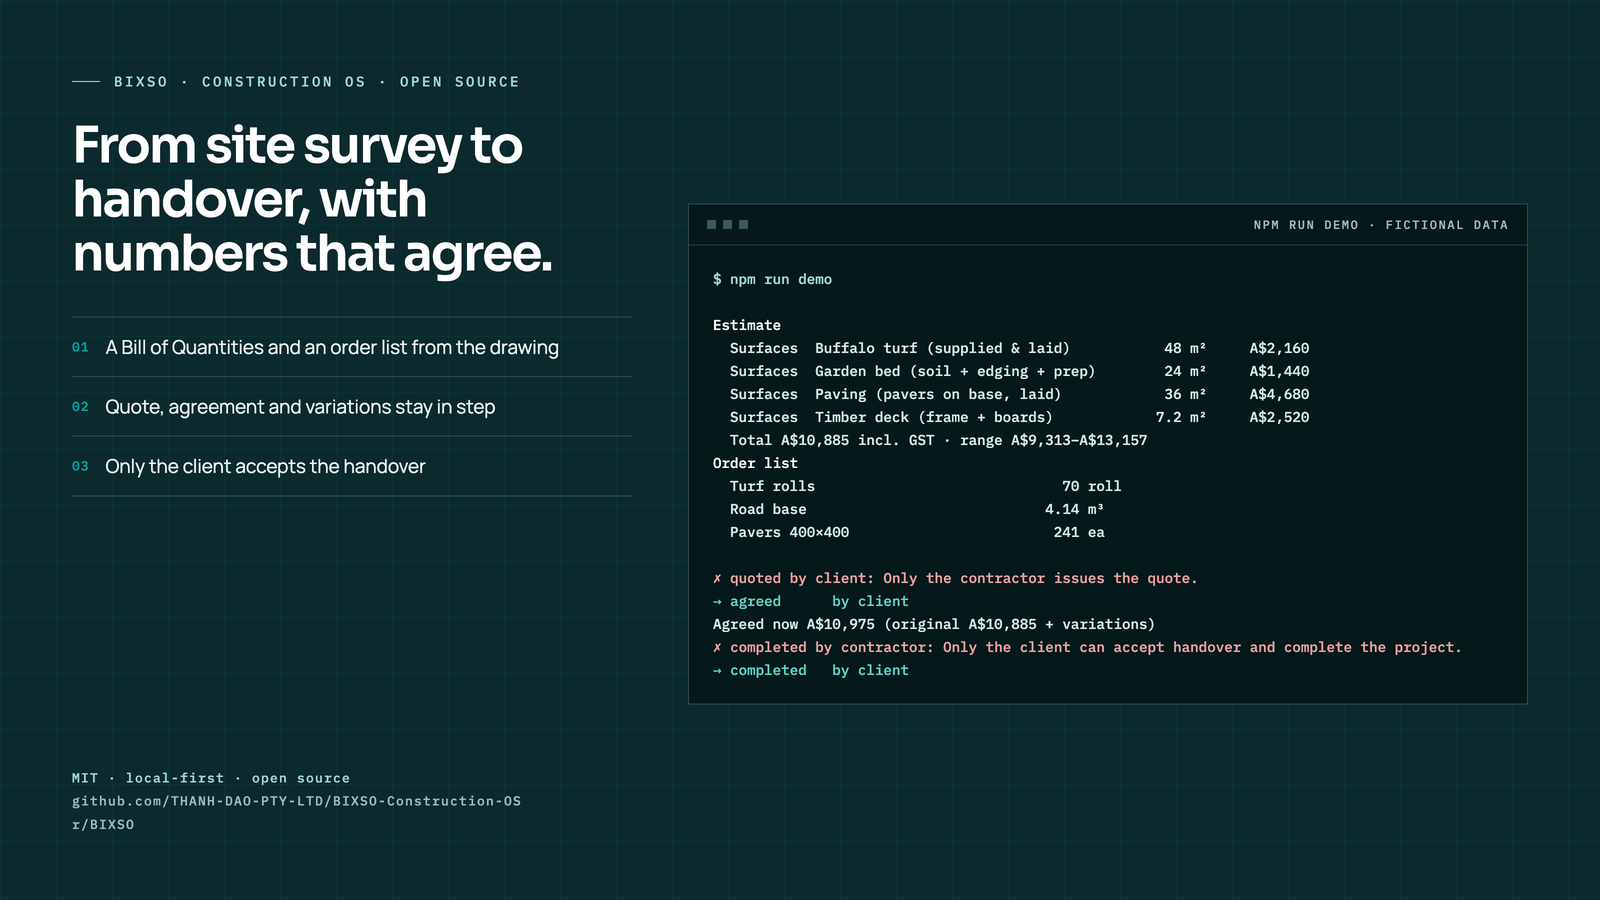 BIXSO · CONSTRUCTION OS · OPEN SOURCE
From site survey to
handover, with
numbers that agree.
01 A Bill of Quantities and an order list from the drawing
02 Quote, agreement and variations stay in step
03 Only the client accepts the handover
MIT · local-first · open source
github.com/THANH-DAO-PTY-LTD/BIXSO-Construction-OS
r/BIXSO
NPM RUN DEMO · FICTIONAL DATA
$ npm run demo
Estimate
Surfaces Buffalo turf (supplied & laid) 48 m² A$2,160
Surfaces Garden bed (soil + edging + prep) 24 m² A$1,440
Surfaces Paving (pavers on base, laid) 36 m² A$4,680
Surfaces Timber deck (frame + boards) 7.2 m² A$2,520
Total A$10,885 incl. GST · range A$9,313–A$13,157
Order list
Turf rolls 70 roll
Road base 4.14 m³
Pavers 400×400 241 ea
✗ quoted by client: Only the contractor issues the quote.
→ agreed by client
Agreed now A$10,975 (original A$10,885 + variations)
✗ completed by contractor: Only the client can accept handover and complete the project.
→ completed by client